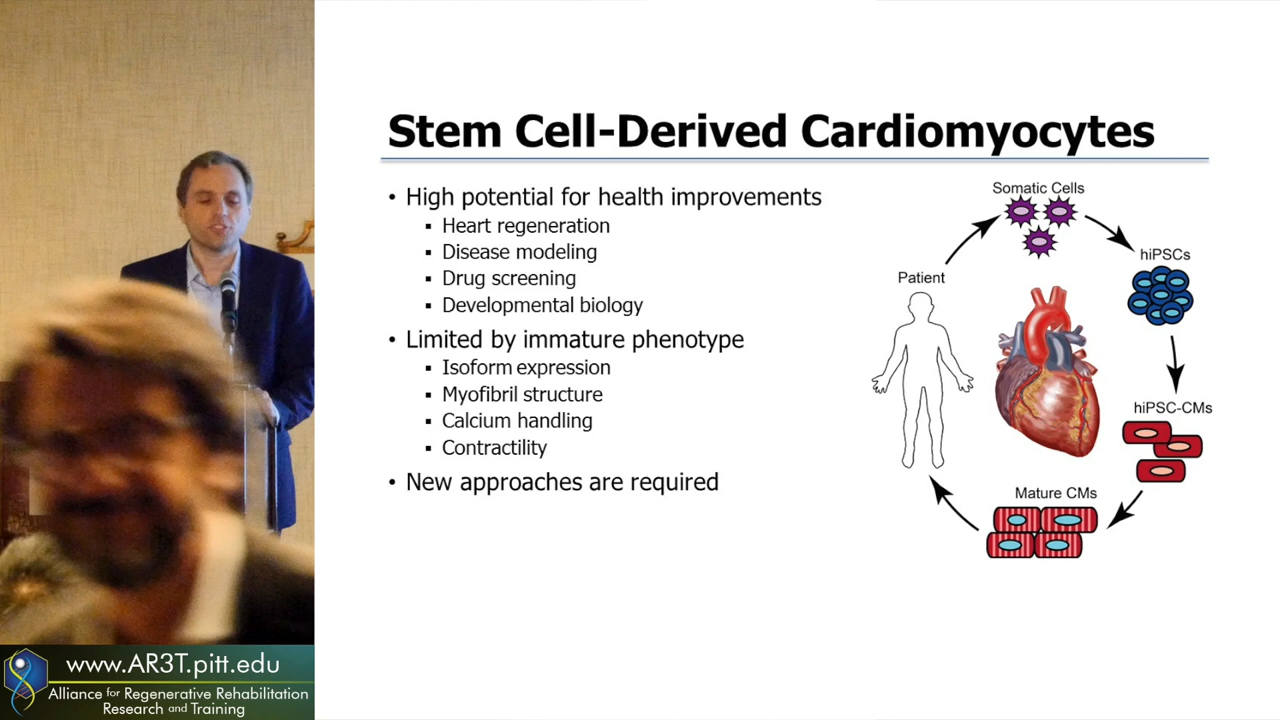 Stem Cell-Derived Cardiomyocytes
• High potential for health improvements
▪ Heart regeneration
▪ Disease modeling
▪ Drug screening
▪ Developmental biology
• Limited by immature phenotype
▪ Isoform expression
▪ Myofibril structure
▪ Calcium handling
▪ Contractility
• New approaches are required
Somatic Cells
hiPSCs
Patient
hiPSC-CMs
Mature CMs
www.AR3T.pitt.edu
Alliance for Regenerative Rehabilitation
Research and Training